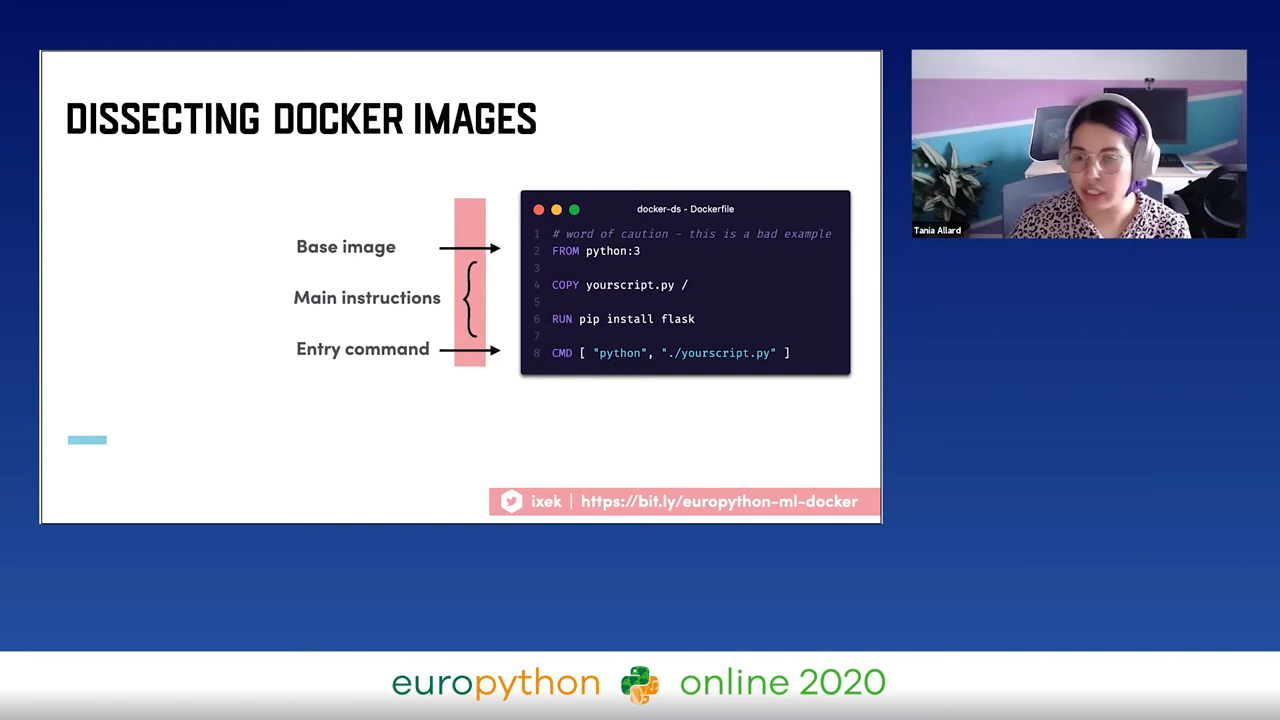 DISSECTING DOCKER IMAGES
Base image
Main instructions
Entry command
docker-ds - Dockerfile
1 # word of caution - this is a bad example
2 FROM python:3
3
4 COPY yourscript.py /
5
6 RUN pip install flask
7
8 CMD [ "python", "./yourscript.py" ]
ixek | https://bit.ly/europython-ml-docker
Tania Allard
europython online 2020